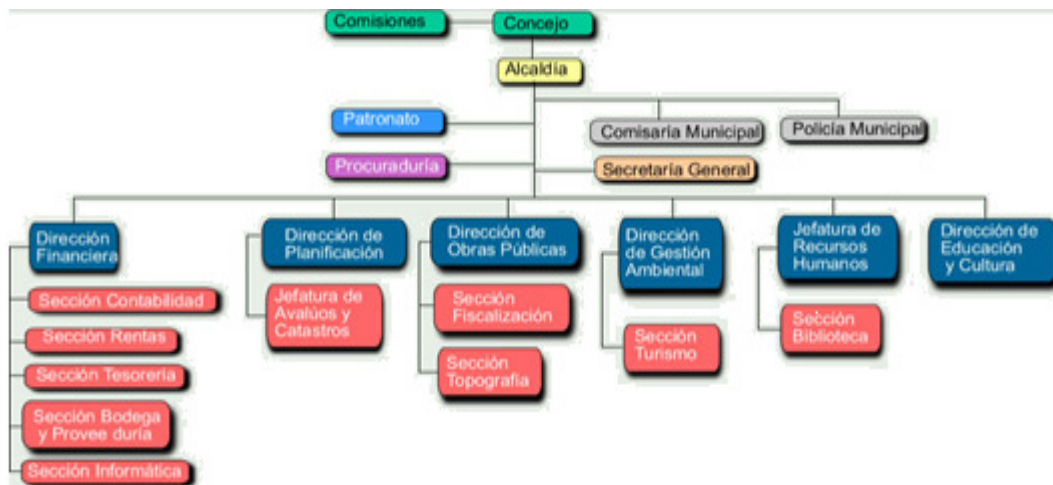 Comisiones
Concejo
Alcaldía
Patronato
Comisaría Municipal
Policía Municipal
Procuraduría
Secretaría General
Dirección
Financiera
Dirección de
Planificación
Dirección de
Obras Públicas
Dirección
de Gestión
Ambiental
Jefatura de
Recursos
Humanos
Dirección de
Educación
y Cultura
Sección Contabilidad
Sección Rentas
Sección Tesorería
Sección Bodega
y Provee duría
Sección Informática
Jefatura de
Avalúos y
Catastros
Sección
Fiscalización
Sección
Topografía
Sección
Turismo
Sección
Biblioteca